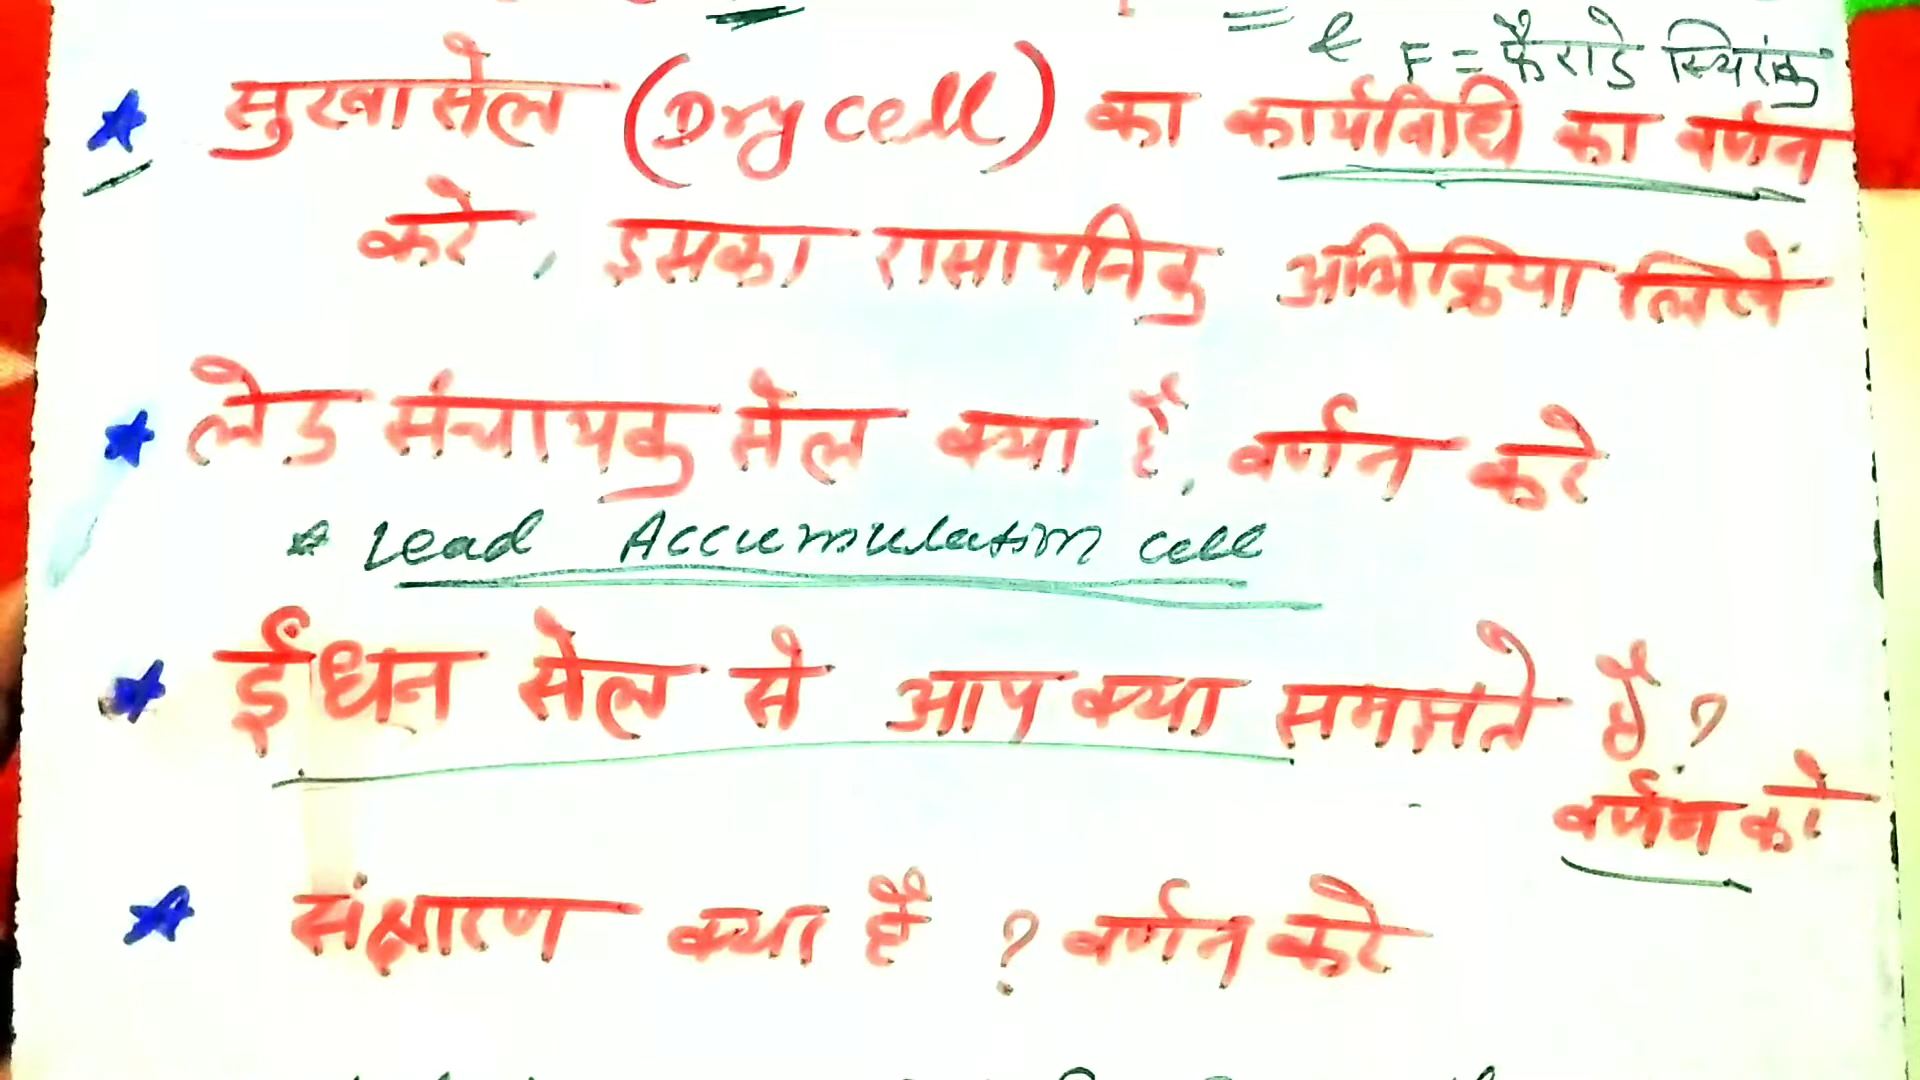 F = फैराडे स्थिरांक
सुखा सेल (Dry cell) का कार्यविधि का वर्णन
करे, इसका रासायनिक अभिक्रिया लिखें
लेड संचायक सेल क्या है, वर्णन करे
Lead Accumulation cell
ईंधन सेल से आप क्या समझते है ?
वर्णन करे
संक्षारण क्या है ? वर्णन करे